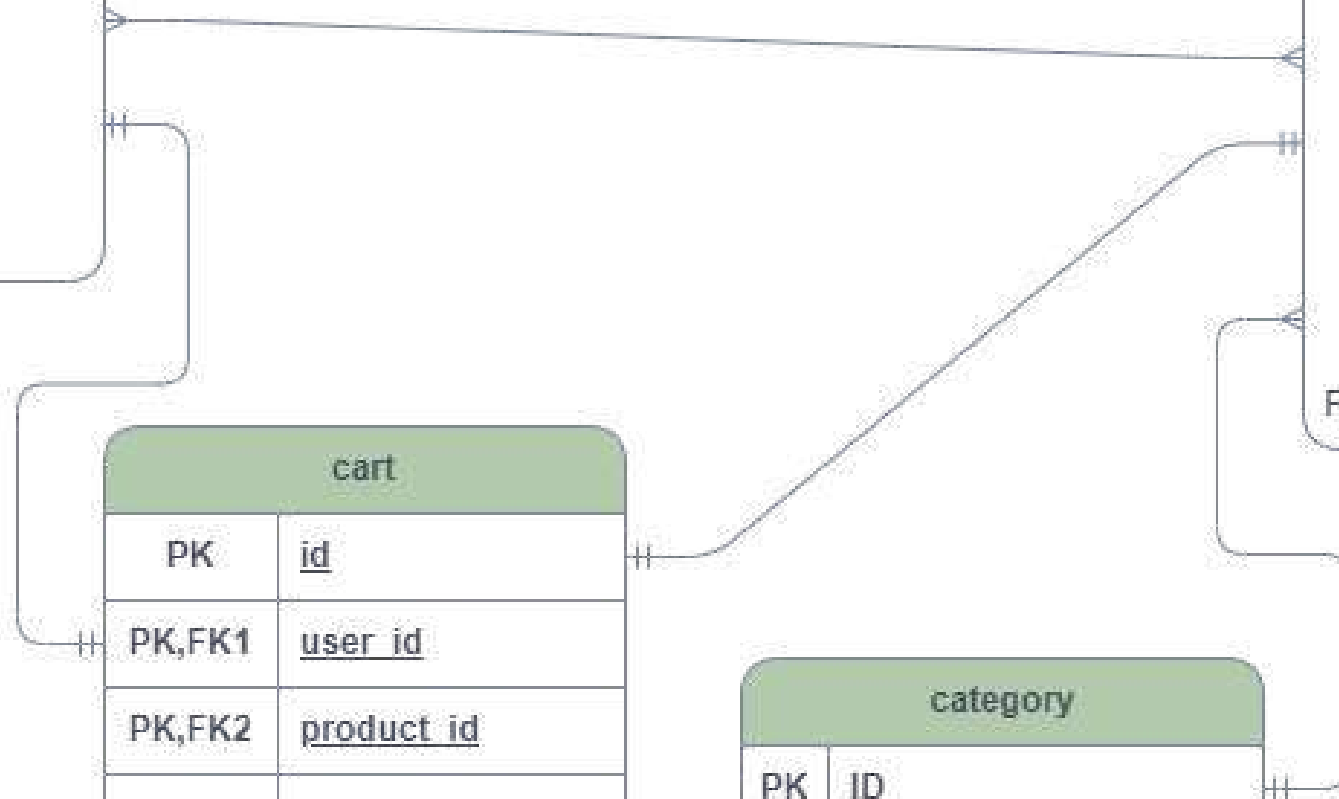 cart
PK id
PK,FK1 user_id
PK,FK2 product_id
category
PK ID